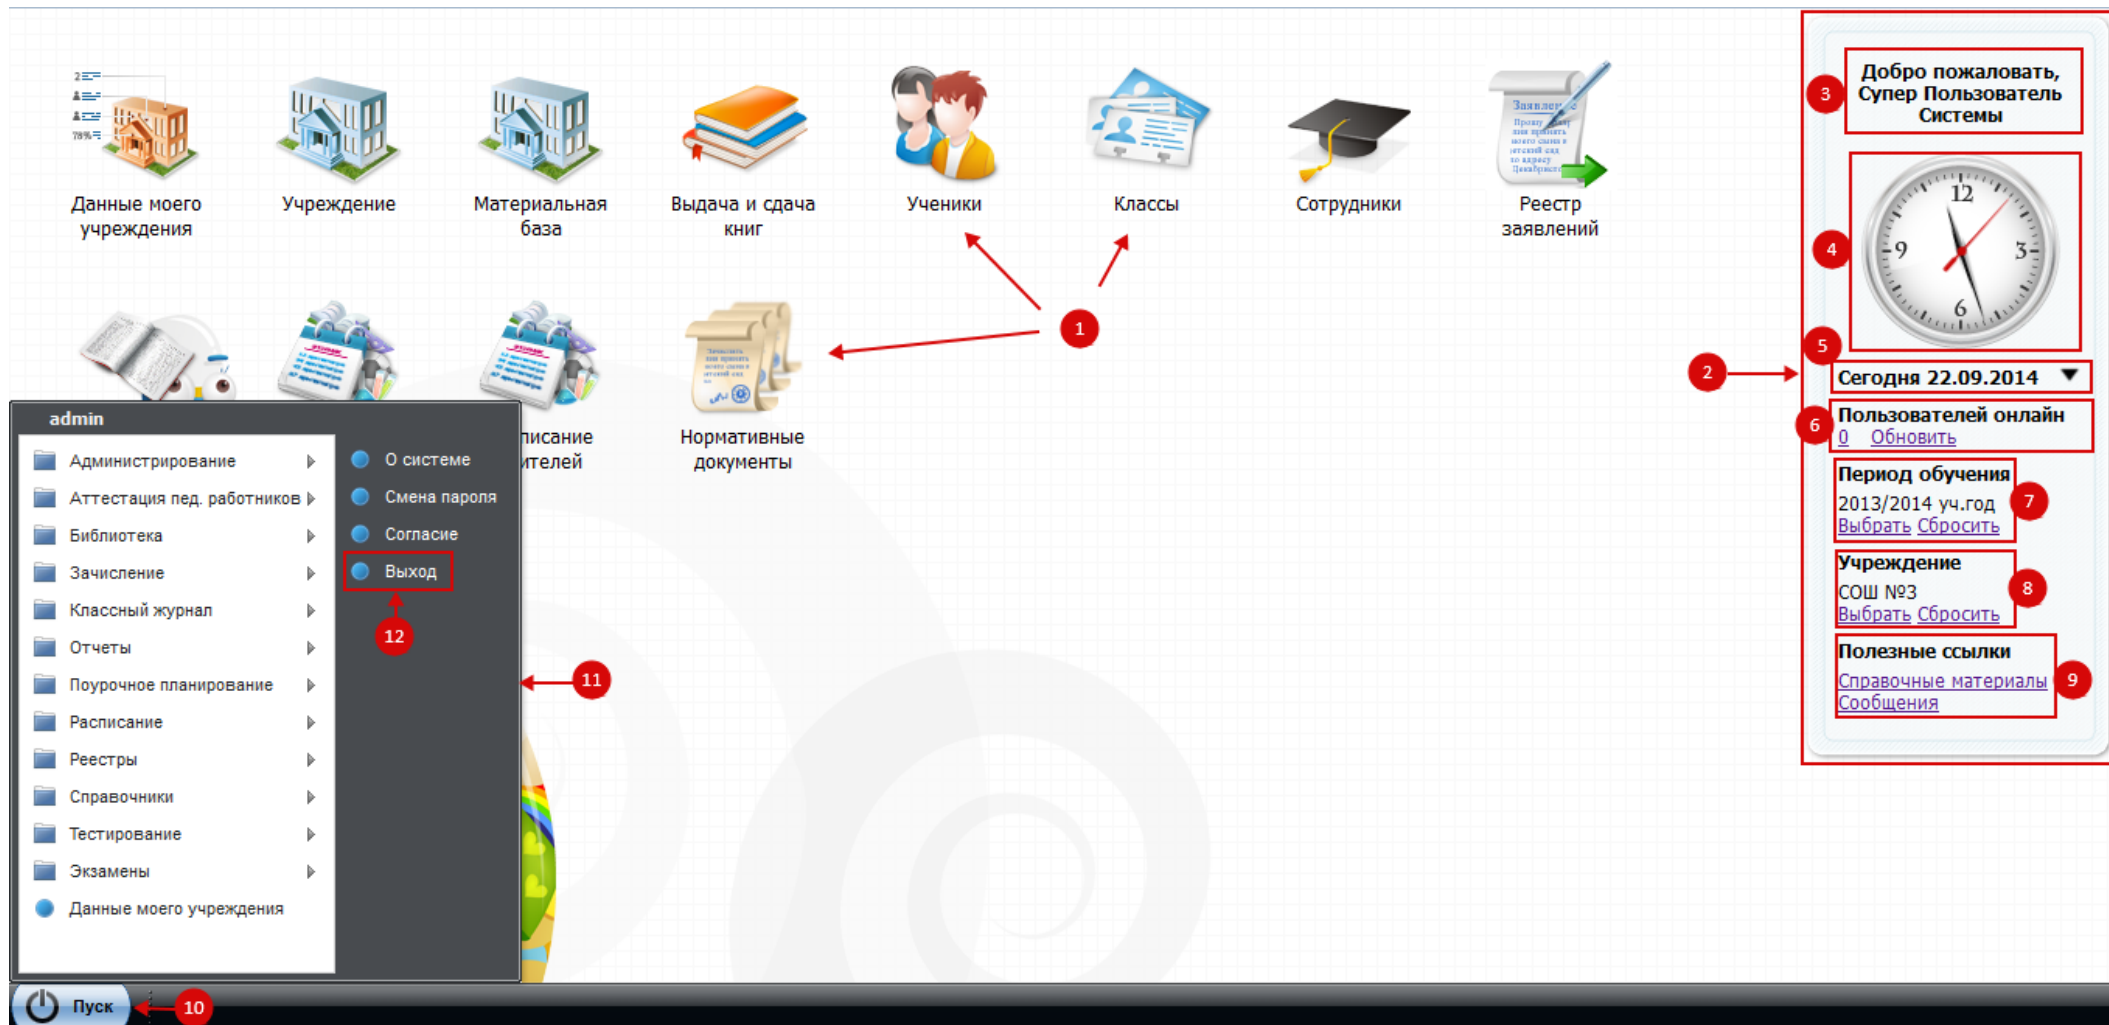 2
78%
Заявлен е
Данные моего
учреждения
Учреждение
Материальная
база
Выдача и сдача
книг
Ученики
Классы
Сотрудники
Реестр
заявлений
1
писание
ителей
Нормативные
документы
2
3
Добро пожаловать,
Супер Пользователь
Системы
4
12
9
3
6
5
Сегодня 22.09.2014
6
Пользователей онлайн
0 Обновить
Период обучения
2013/2014 уч.год
Выбрать Сбросить
7
Учреждение
СОШ №3
Выбрать Сбросить
8
Полезные ссылки
Справочные материалы
Сообщения
9
admin
Администрирование
Аттестация пед. работников
Библиотека
Зачисление
Классный журнал
Отчеты
Поурочное планирование
Расписание
Реестры
Справочники
Тестирование
Экзамены
Данные моего учреждения
О системе
Смена пароля
Согласие
Выход
12
11
Пуск
10